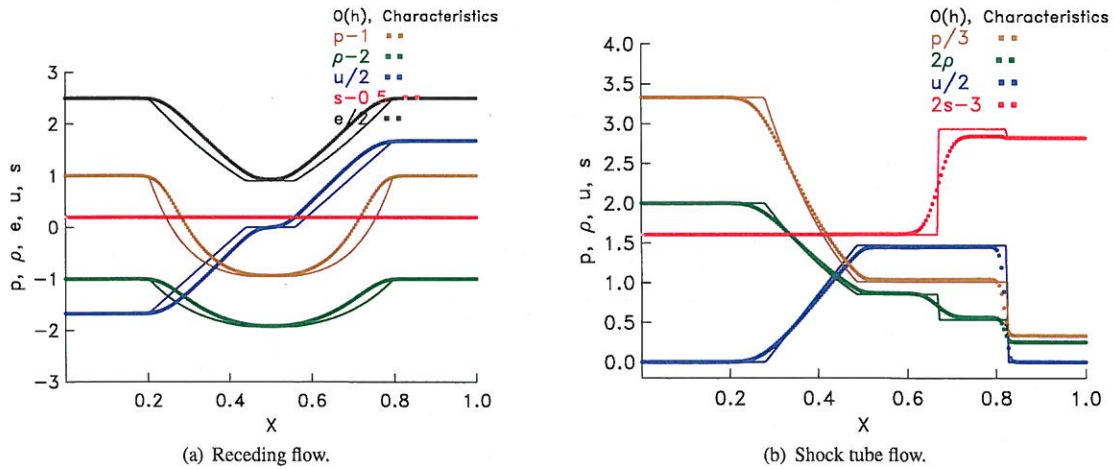 O(h), Characteristics
p-1
ρ-2
u/2
s-0.5
e/2
3
2
1
0
-1
-2
-3
p, ρ, e, u, s
0.2 0.4 0.6 0.8 1.0
X
(a) Receding flow.
O(h), Characteristics
p/3
2ρ
u/2
2s-3
4.0
3.5
3.0
2.5
2.0
1.5
1.0
0.5
0.0
p, ρ, u, s
0.2 0.4 0.6 0.8 1.0
X
(b) Shock tube flow.